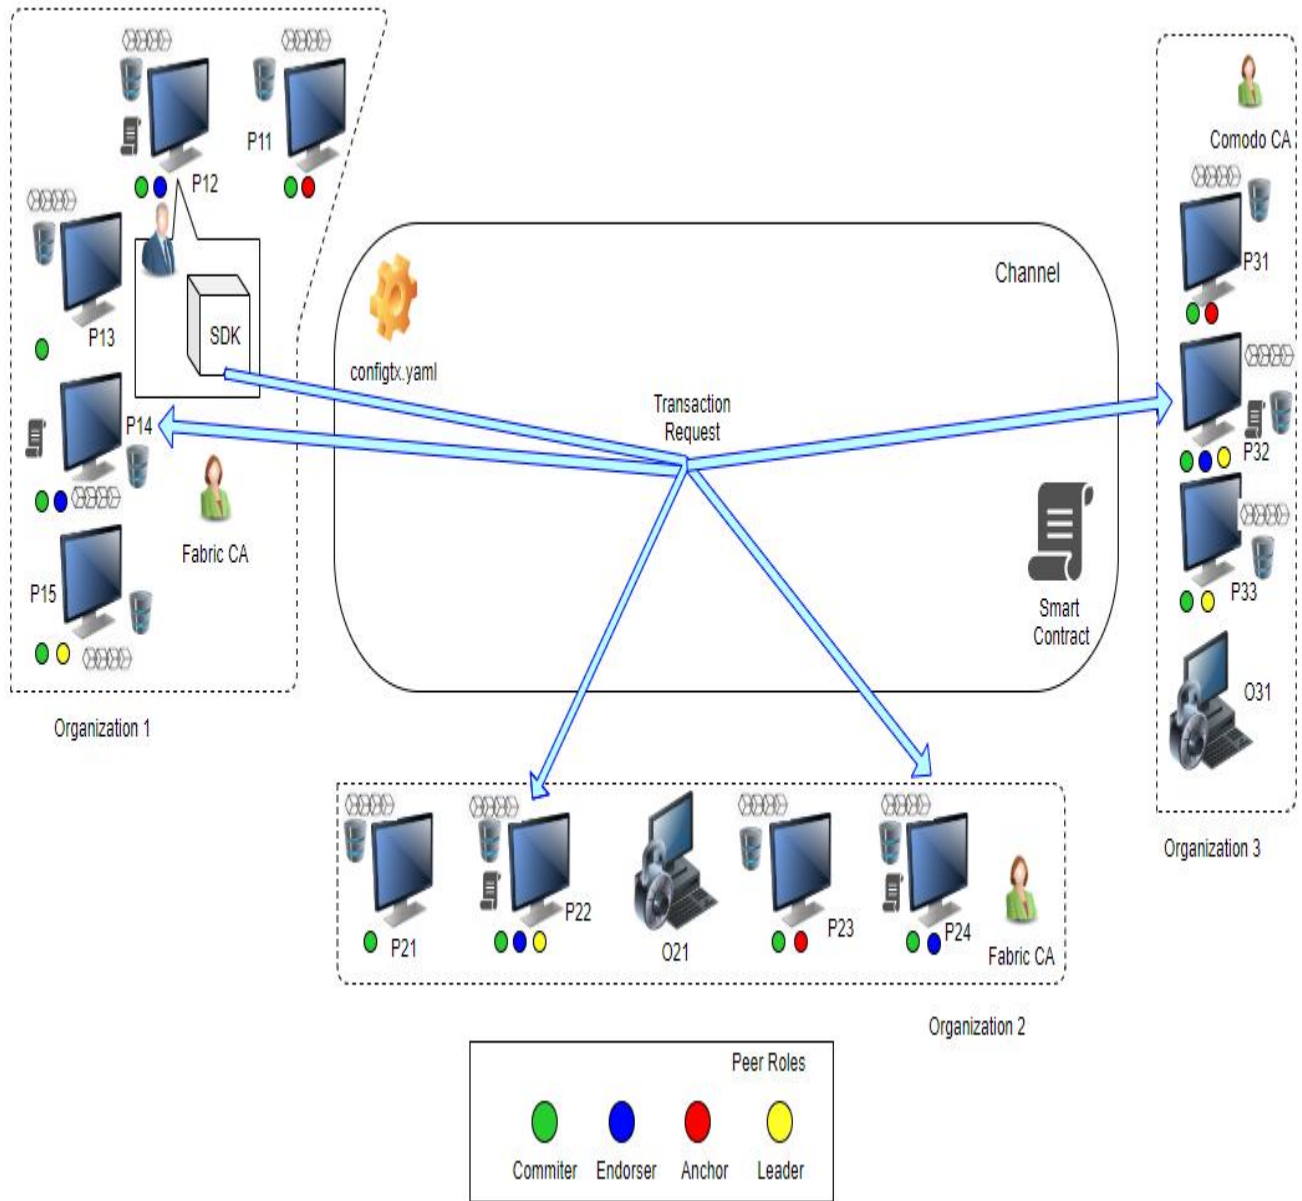 P12
P11
P13
SDK
P14
Fabric CA
P15
Organization 1
configtx.yaml
Channel
Transaction
Request
Smart
Contract
Comodo CA
P31
P32
P33
O31
Organization 3
P21
P22
O21
P23
P24
Fabric CA
Organization 2
Peer Roles
Commiter
Endorser
Anchor
Leader